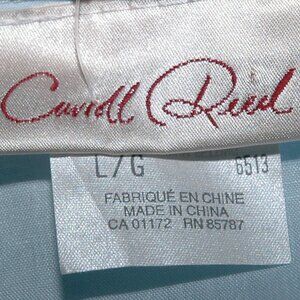 Carroll Reed
L/G 6513
FABRIQUÉ EN CHINE
MADE IN CHINA
CA 01172 RN 85787